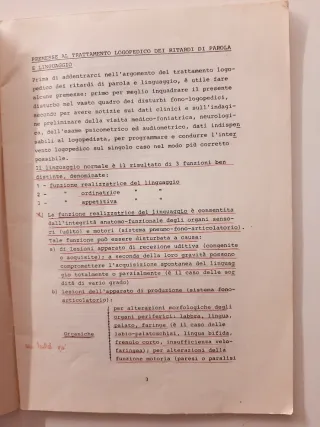 PREMESSE AL TRATTAMENTO LOGOPEDICO DEI RITARDI DI PAROLA
E LINGUAGGIO
Prima di addentrarci nell'argomento del trattamento logo-
pedico dei ritardi di parola e linguaggio, è utile fare
alcune premesse: primo per meglio inquadrare il presente
disturbo nel vasto quadro dei disturbi fono-logopedici,
secondo per avere notizie sui dati clinici e sull'indagi-
ne preliminare della visita medico-foniatrica, neurologi-
ca, dell'esame psicometrico ed audiometrico, dati indispen
sabili al logopedista, per programmare e condurre l'inter
vento logopedico sul singolo caso nel modo più corretto
possibile.
Il linguaggio normale è il risultato di 3 funzioni ben
distinte, denominate:
1 - funzione realizzatrice del linguaggio
2 - " ordinatrice " "
3 - " appetitiva " "
La funzione realizzatrice del linguaggio è consentita
dall'integrità anatomo-funzionale degli organi senso-
ri (udito) e motori (sistema pneumo-fono-articolatorio).
Tale funzione può essere disturbata a causa:
a) di lesioni apparato di recezione uditiva (congenite
o acquisite); a seconda della loro gravità possono
compromettere l'acquisizione spontanea del linguag
gio totalmente o parzialmente (è il caso della sor
dità di vario grado)
b) lesioni dell'apparato di produzione (sistema fono-
articolatorio):
per alterazioni morfologiche degli
organi periferici: labbra, lingua,
palato, faringe (è il caso delle
Organiche labio-palatoschisi, lingua bifida,
frenulo corto, insufficienza velo-
faringea); per alterazioni della
funzione motoria (paresi o paralisi
3